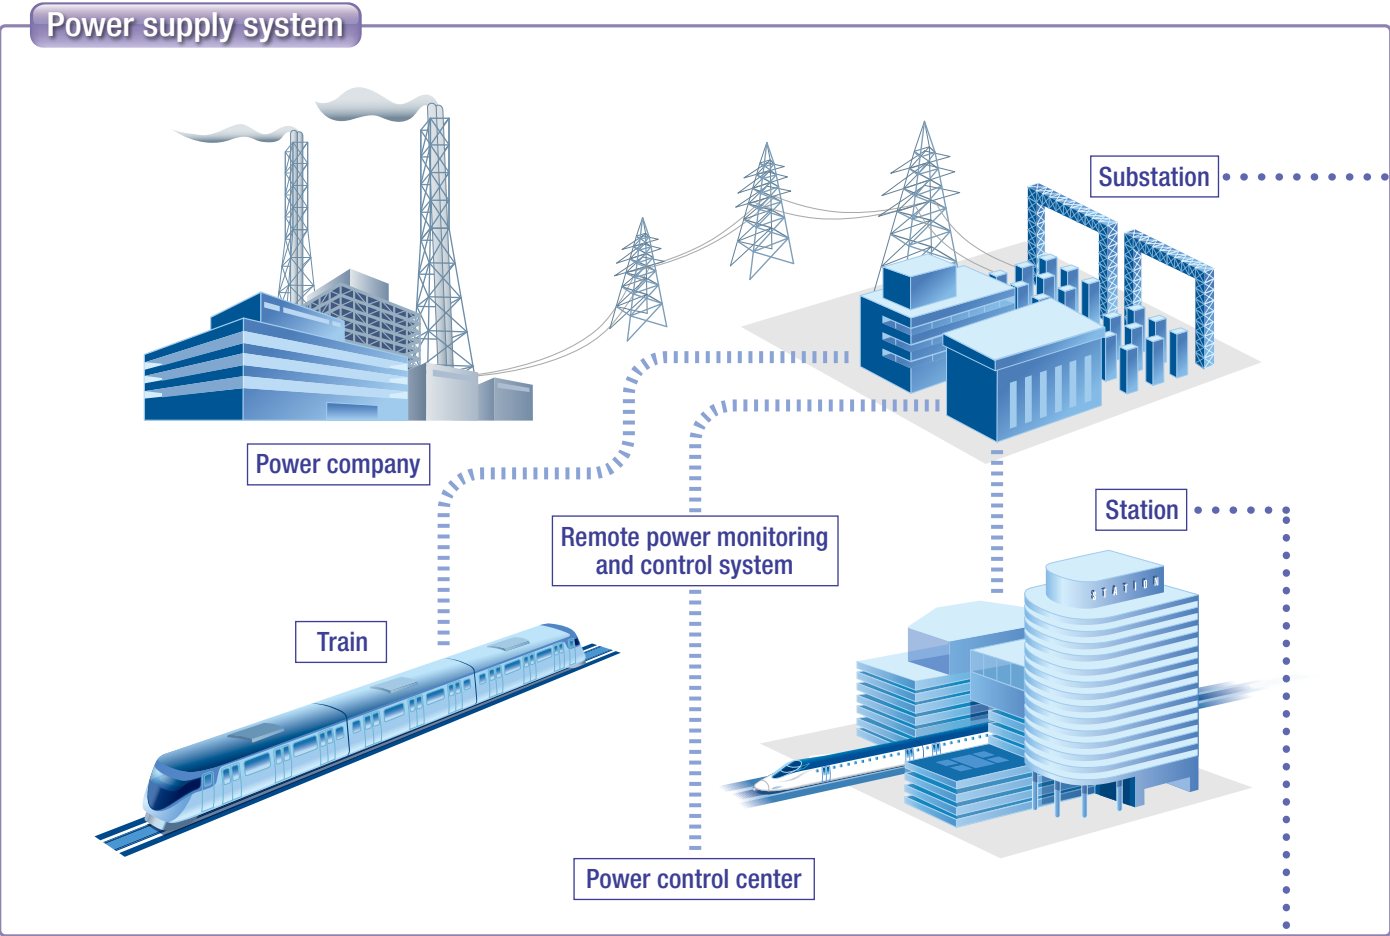 Power supply system
Substation
Power company
Station
Remote power monitoring
and control system
STATION
Train
Power control center